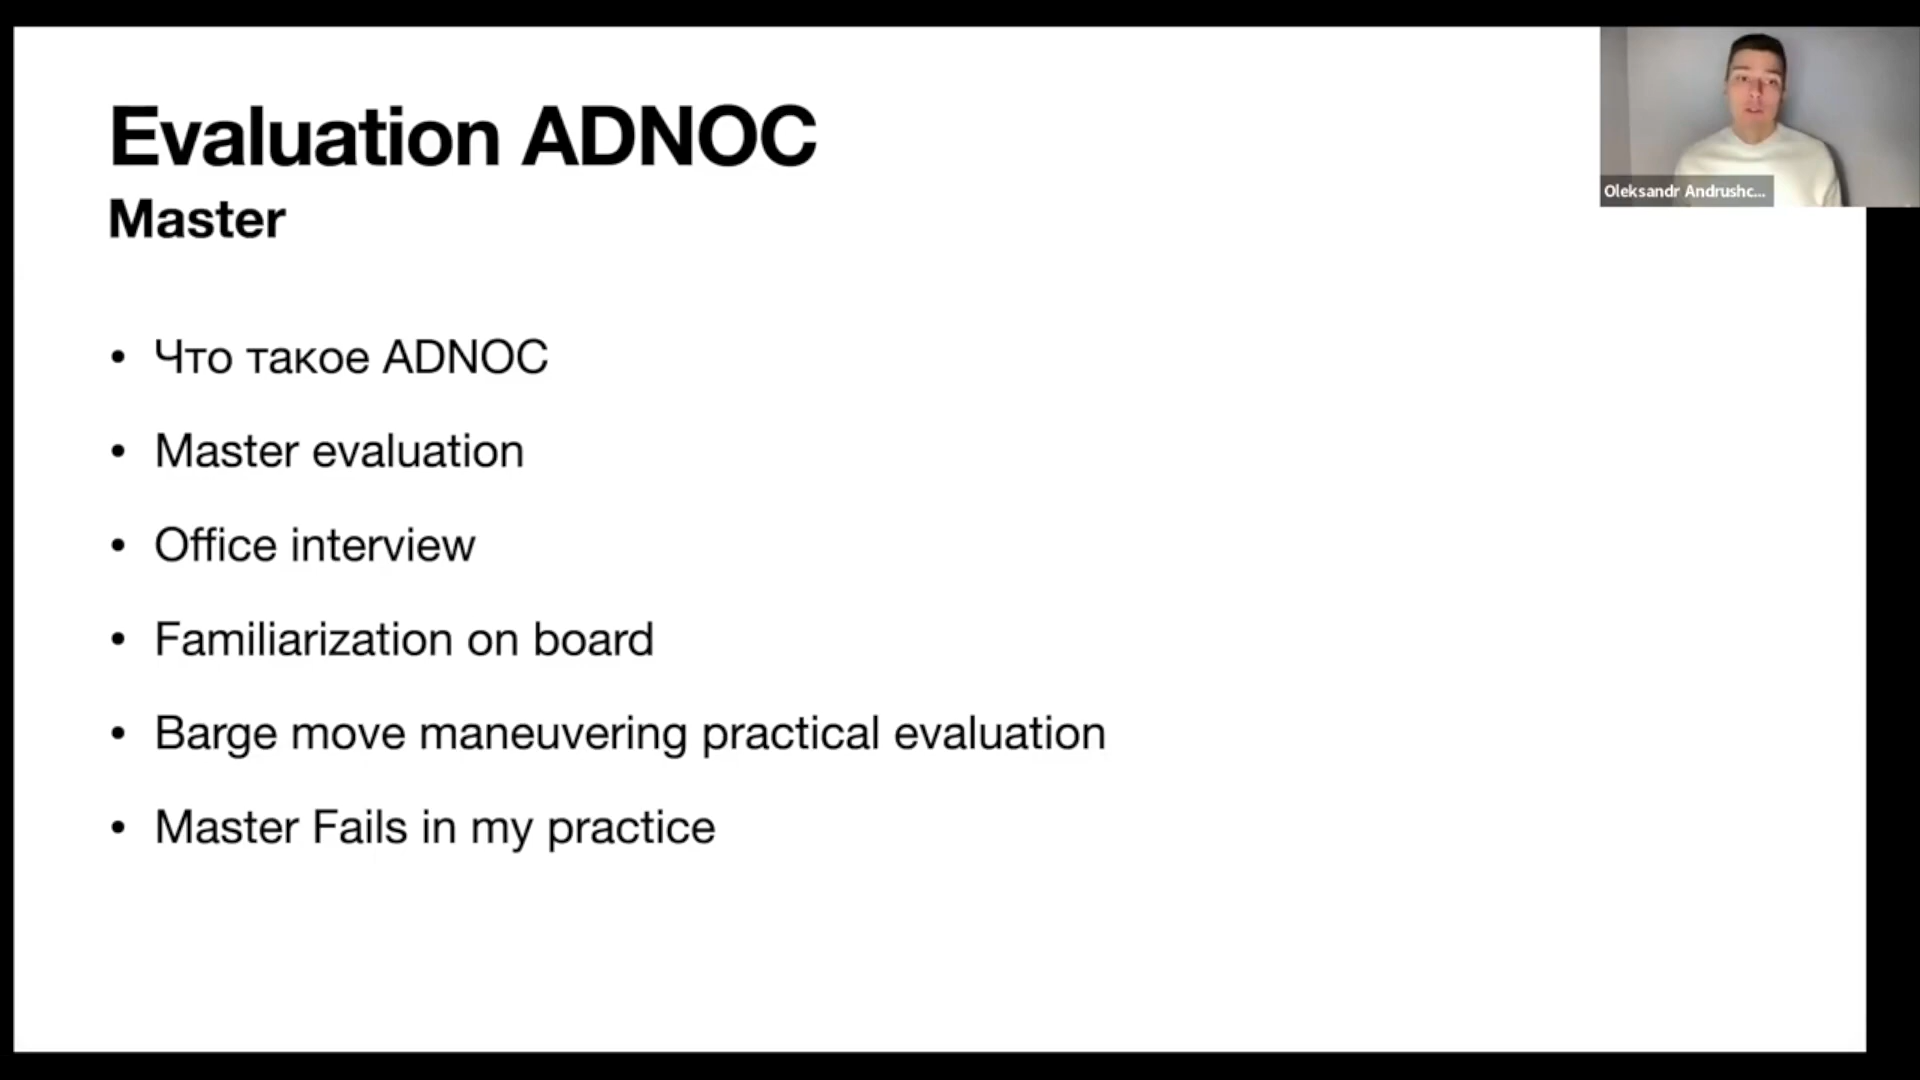 Evaluation ADNOC
Master
• Что такое ADNOC
• Master evaluation
• Office interview
• Familiarization on board
• Barge move maneuvering practical evaluation
• Master Fails in my practice
Oleksandr Andrushc...